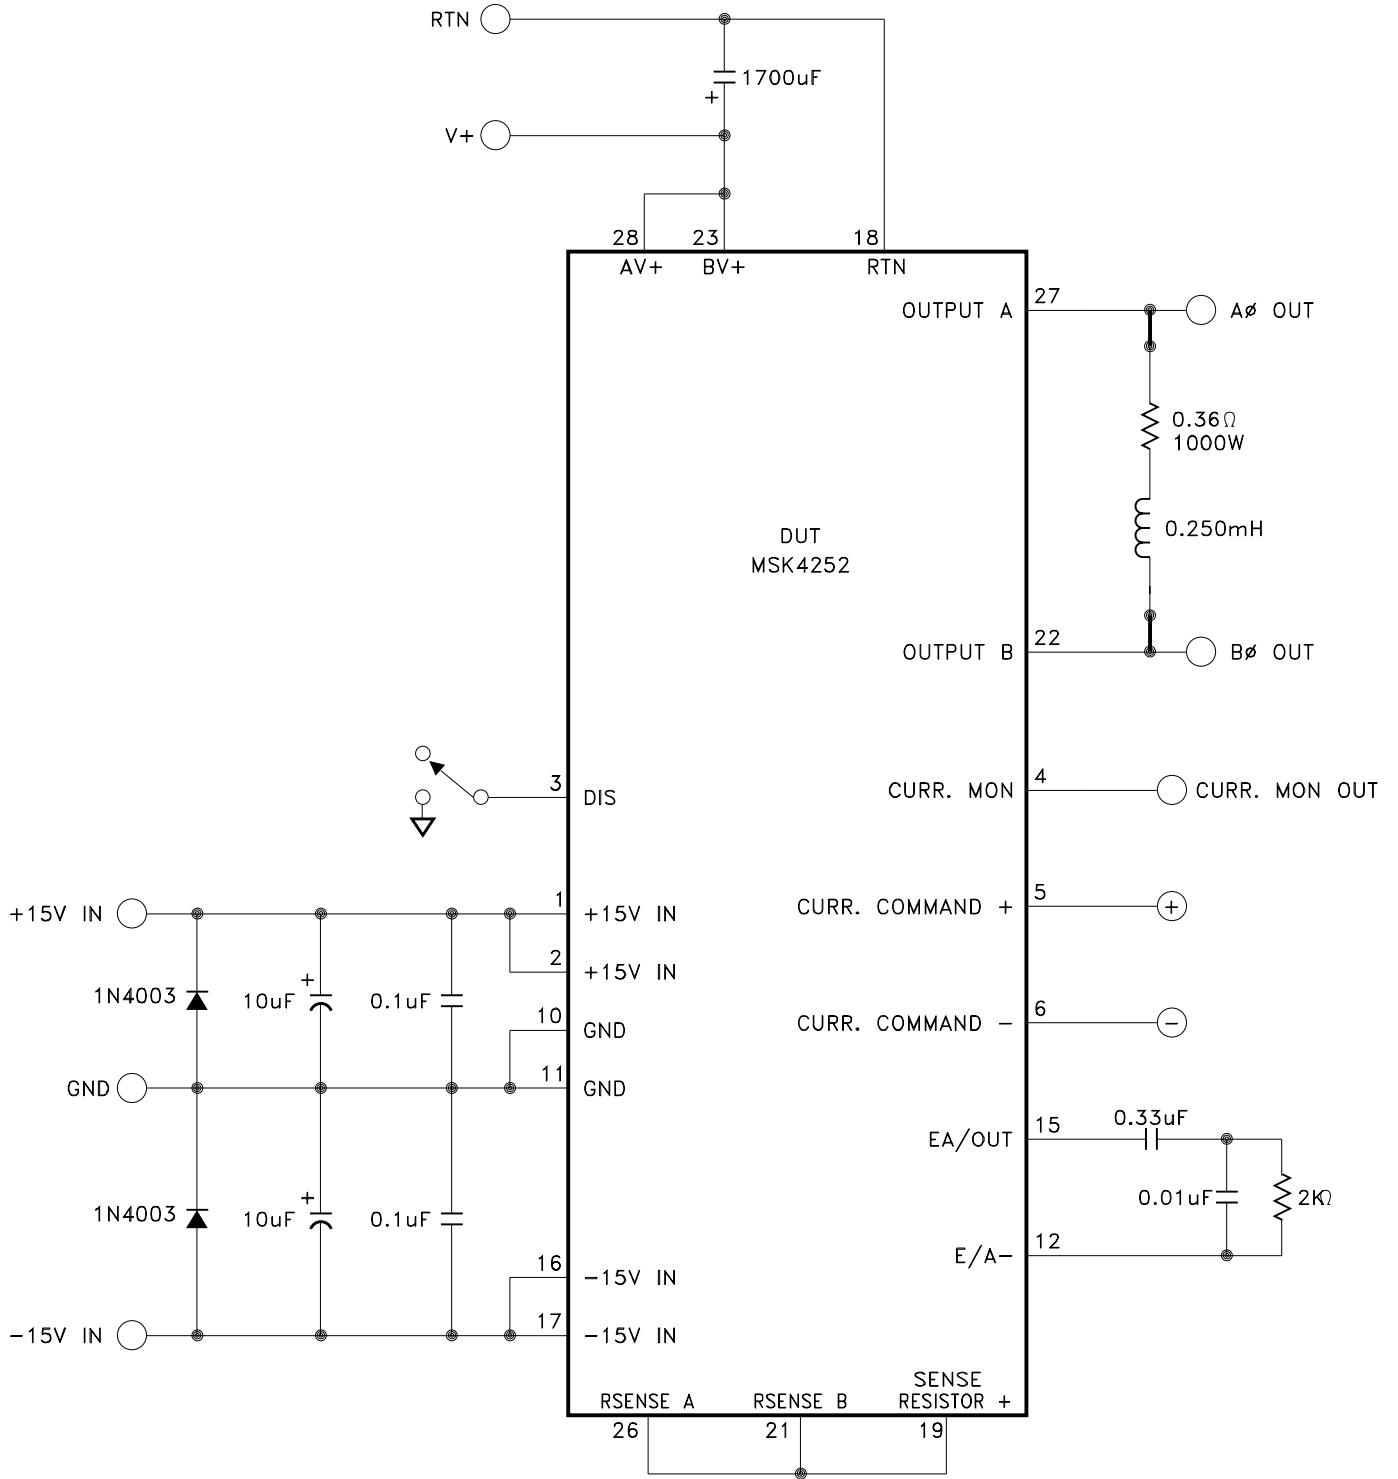 RTN
1700uF
+
V+
28
23
18
AV+
BV+
RTN
OUTPUT A
27
AØ OUT
0.36Ω
1000W
0.250mH
DUT
MSK4252
OUTPUT B
22
BØ OUT
3
DIS
CURR. MON
4
CURR. MON OUT
+15V IN
1
+15V IN
CURR. COMMAND +
5
+
2
+15V IN
1N4003
+
10uF
0.1uF
10
GND
CURR. COMMAND −
6
−
GND
11
GND
EA/OUT
15
0.33uF
1N4003
+
10uF
0.1uF
0.01uF
2KΩ
E/A−
12
16
−15V IN
−15V IN
17
−15V IN
RSENSE A
RSENSE B
SENSE
RESISTOR +
26
21
19